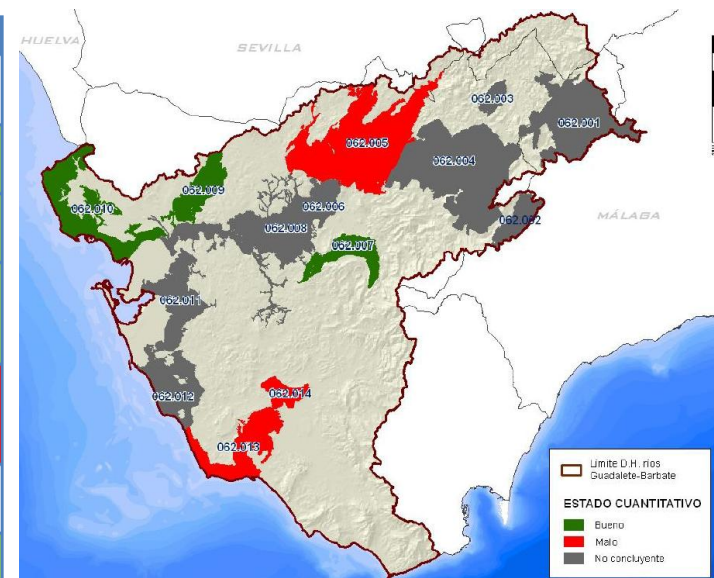 HUELVA
SEVILLA
062.003
062.001
062.005
062.004
062.009
062.010
062.006
062.002
MÁLAGA
062.008
062.007
062.011
062.012
062.014
062.013
Límite D.H. ríos
Guadalete-Barbate
ESTADO CUANTITATIVO
Bueno
Malo
No concluyente